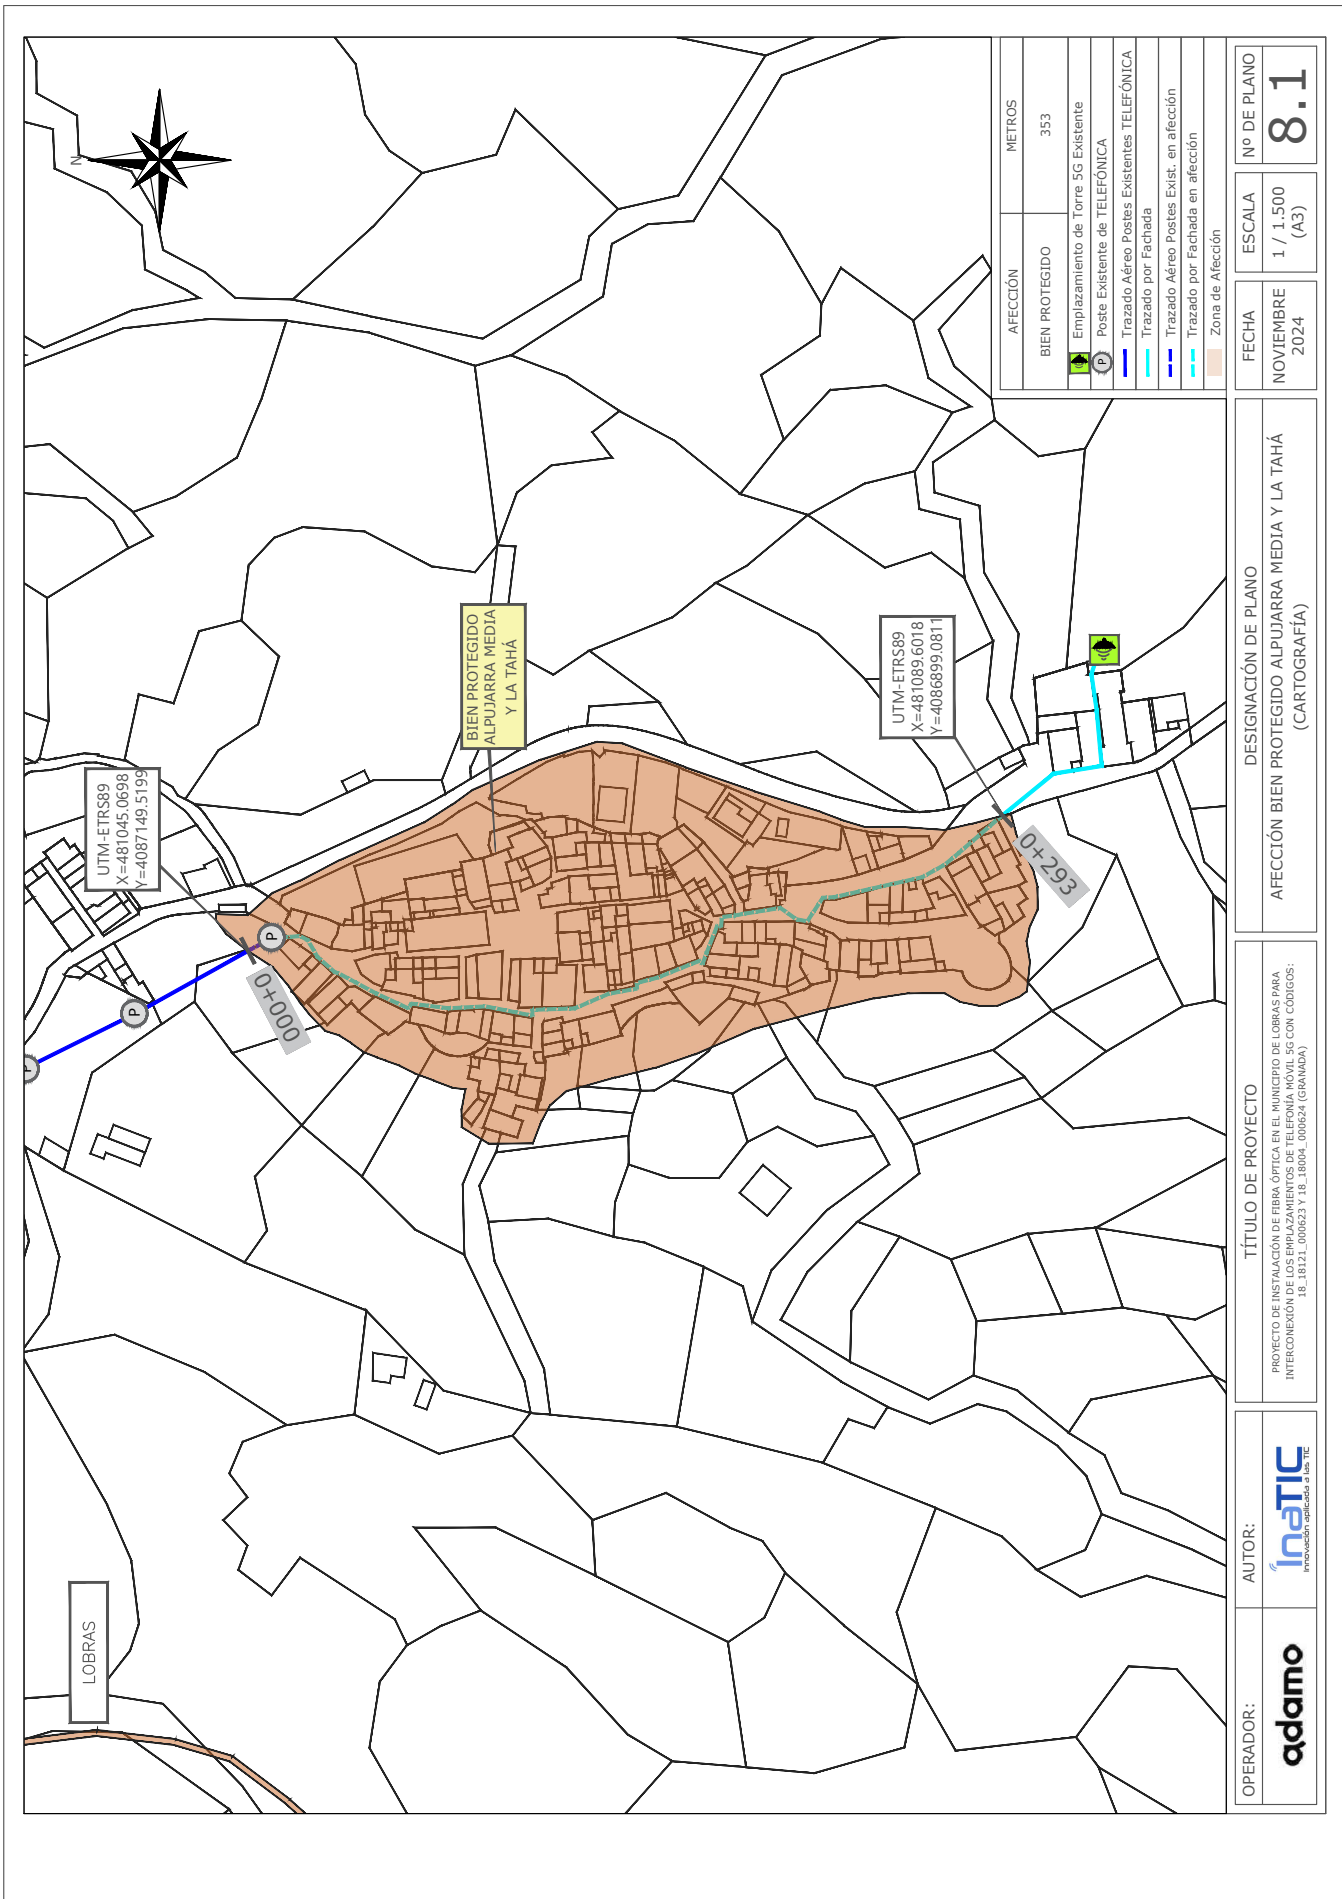 N
LOBRAS
UTM-ETRS89
X=481045.0698
Y=4087149.5199
P
P
P
0+000
BIEN PROTEGIDO
ALPUJARRA MEDIA
Y LA TAHÁ
UTM-ETRS89
X=481089.6018
Y=4086899.0811
0+293
AFECCIÓN METROS
BIEN PROTEGIDO 353
Emplazamiento de Torre 5G Existente
P Poste Existente de TELEFÓNICA
Trazado Aéreo Postes Existentes TELEFÓNICA
Trazado por Fachada
Trazado Aéreo Postes Exist. en afección
Trazado por Fachada en afección
Zona de Afección
OPERADOR:
adamo
AUTOR:
inaTIC
Innovación aplicada a las TIC
TÍTULO DE PROYECTO
PROYECTO DE INSTALACIÓN DE FIBRA ÓPTICA EN EL MUNICIPIO DE LOBRAS PARA
INTERCONEXIÓN DE LOS EMPLAZAMIENTOS DE TELEFONÍA MÓVIL 5G CON CÓDIGOS:
18_18121_000623 Y 18_18004_000624 (GRANADA)
DESIGNACIÓN DE PLANO
AFECCIÓN BIEN PROTEGIDO ALPUJARRA MEDIA Y LA TAHÁ
(CARTOGRAFÍA)
FECHA
NOVIEMBRE
2024
ESCALA
1 / 1.500
(A3)
Nº DE PLANO
8.1